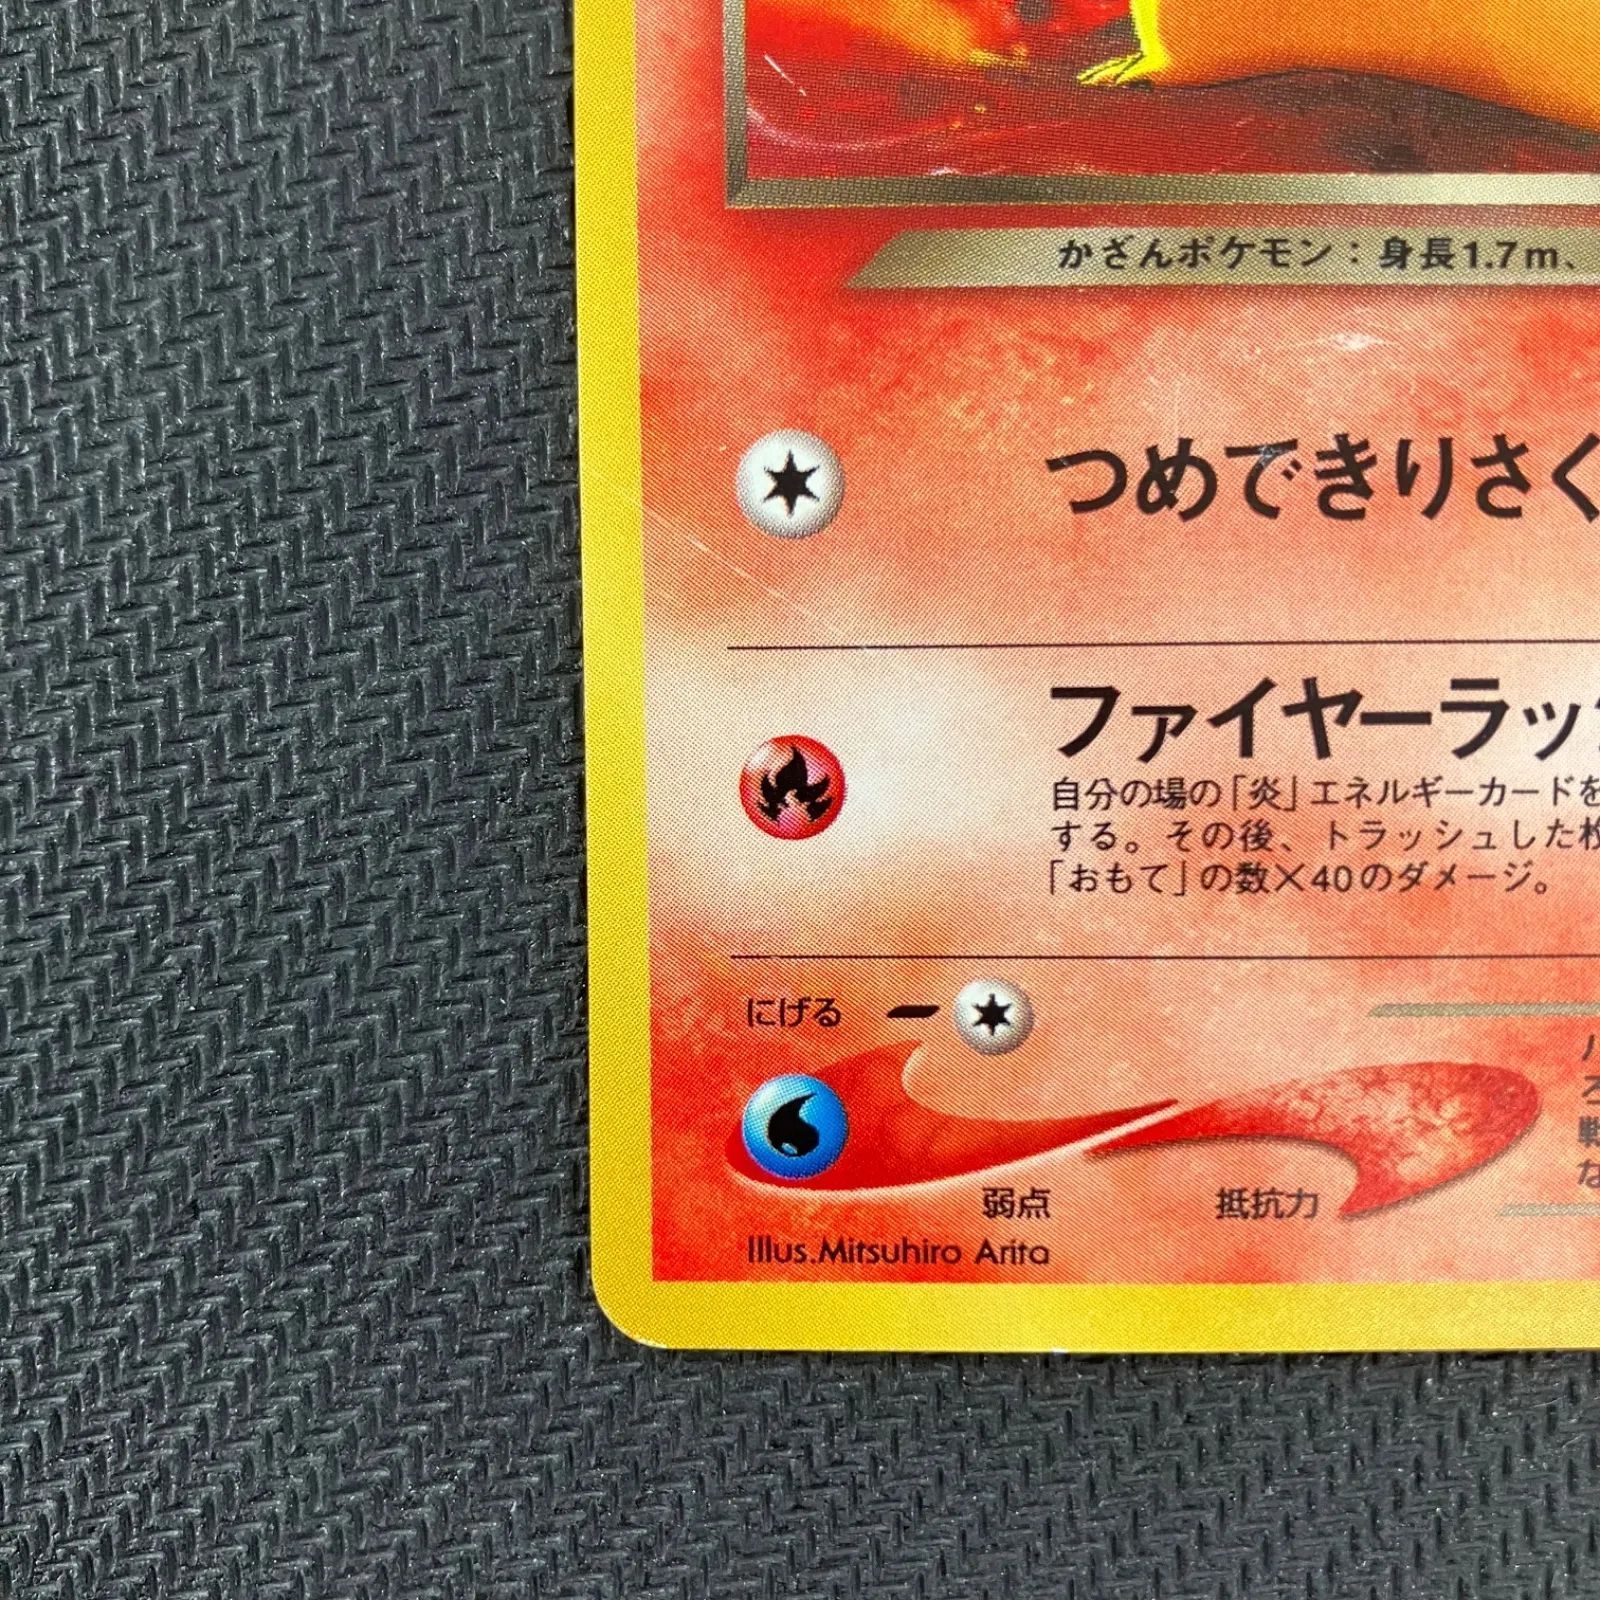 かざんポケモン：身長1.7m、
つめできりさく
ファイヤーラッ
自分の場の「炎」エネルギーカードを
する。その後、トラッシュした枚
「おもて」の数×40のダメージ。
にげる
弱点 抵抗力
Illus.Mitsuhiro Arita